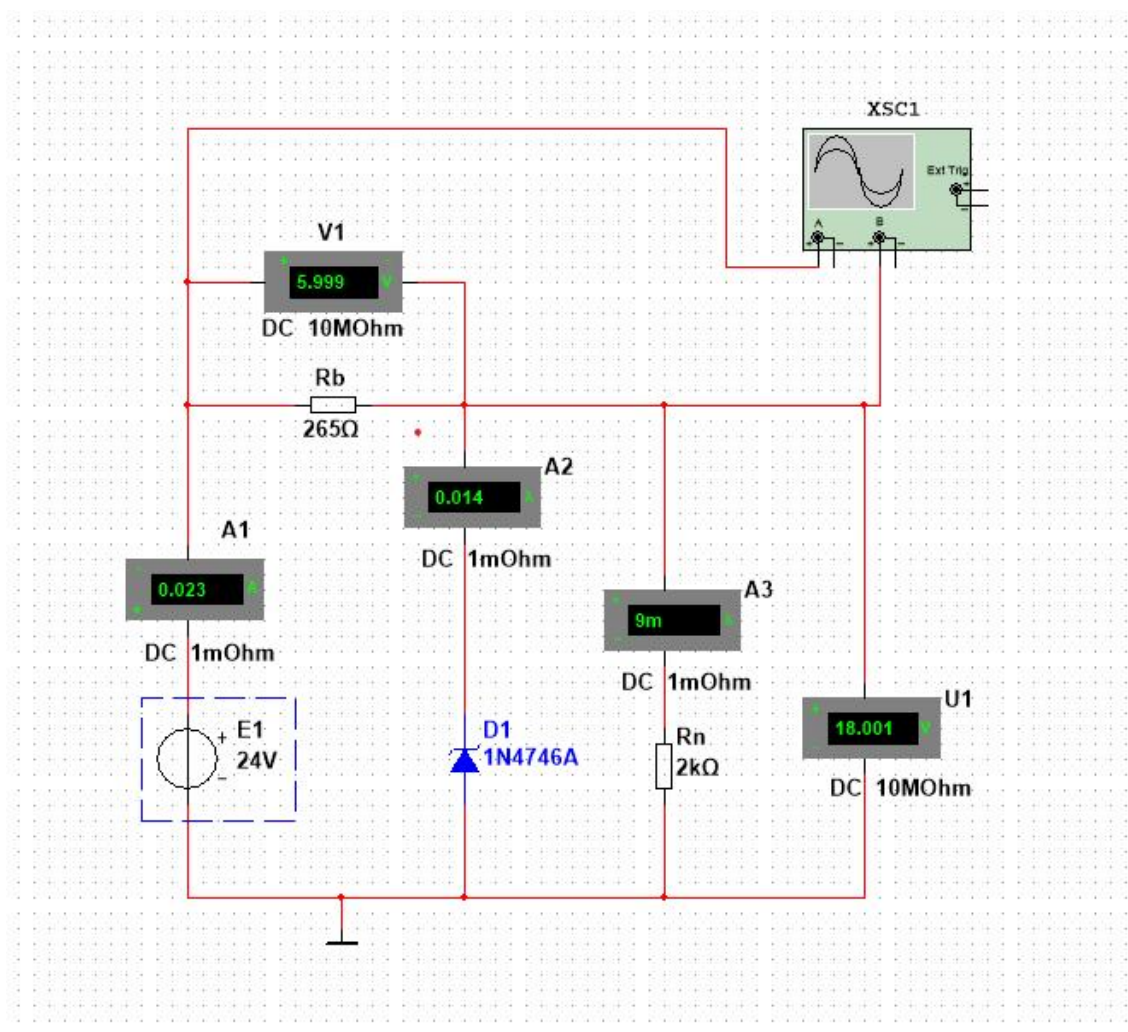 XSC1
Ext Trig
+
–
A
B
+ –
+ –
V1
+ -
5.999 V
DC 10MOhm
Rb
265Ω
A2
+
0.014 A
-
DC 1mOhm
A1
-
0.023 A
+
DC 1mOhm
A3
+
9m A
-
DC 1mOhm
E1
+
24V
–
D1
1N4746A
Rn
2kΩ
U1
+
18.001 V
-
DC 10MOhm